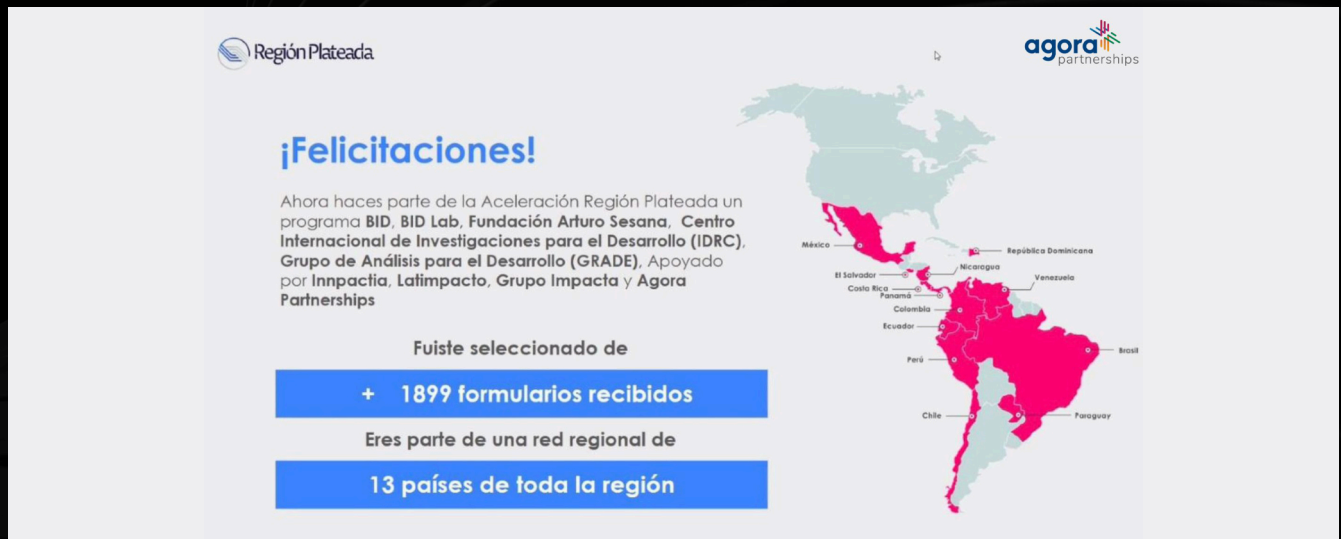 Región Plateada
agora
partnerships
¡Felicitaciones!
Ahora haces parte de la Aceleración Región Plateada un
programa BID, BID Lab, Fundación Arturo Sesana, Centro
Internacional de Investigaciones para el Desarrollo (IDRC),
Grupo de Análisis para el Desarrollo (GRADE), Apoyado
por Innpactia, Latimpacto, Grupo Impacta y Agora
Partnerships
Fuiste seleccionado de
+ 1899 formularios recibidos
Eres parte de una red regional de
13 países de toda la región
México
República Dominicana
El Salvador
Nicaragua
Costa Rica
Venezuela
Panamá
Colombia
Ecuador
Perú
Brasil
Chile
Paraguay